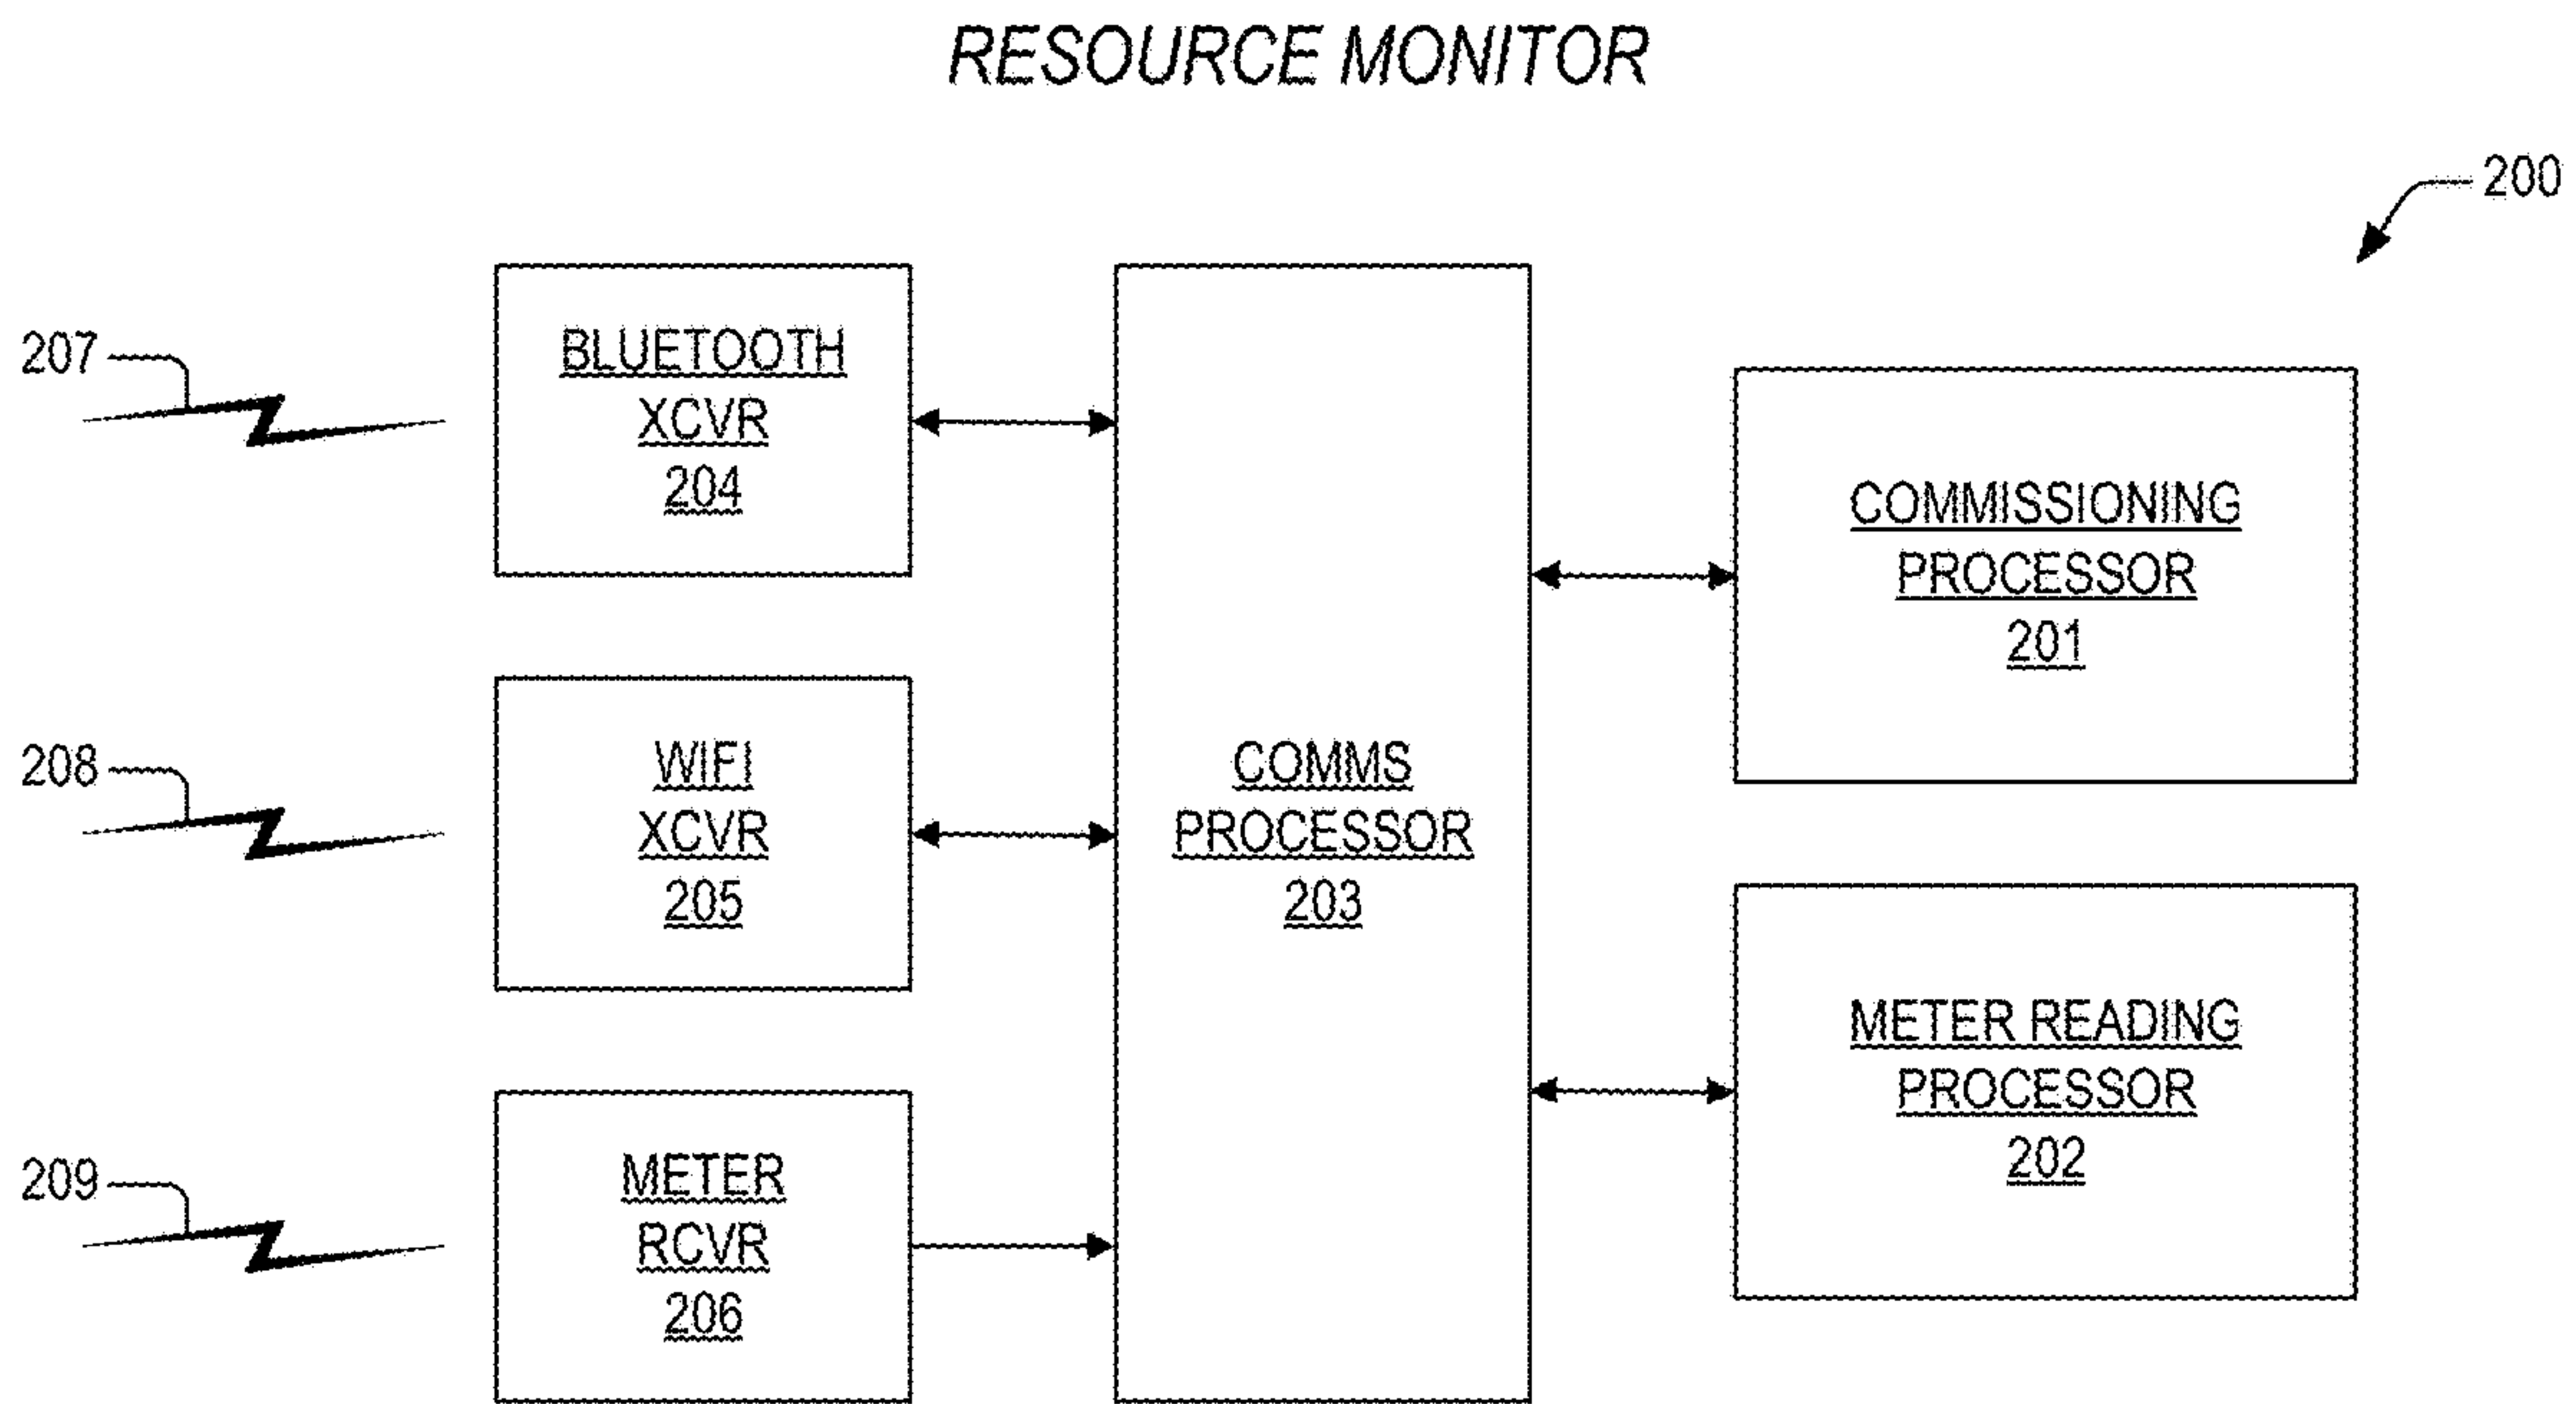 RESOURCE MONITOR
200
207
BLUETOOTH
XCVR
204
208
WIFI
XCVR
205
209
METER
RCVR
206
COMMS
PROCESSOR
203
COMMISSIONING
PROCESSOR
201
METER READING
PROCESSOR
202